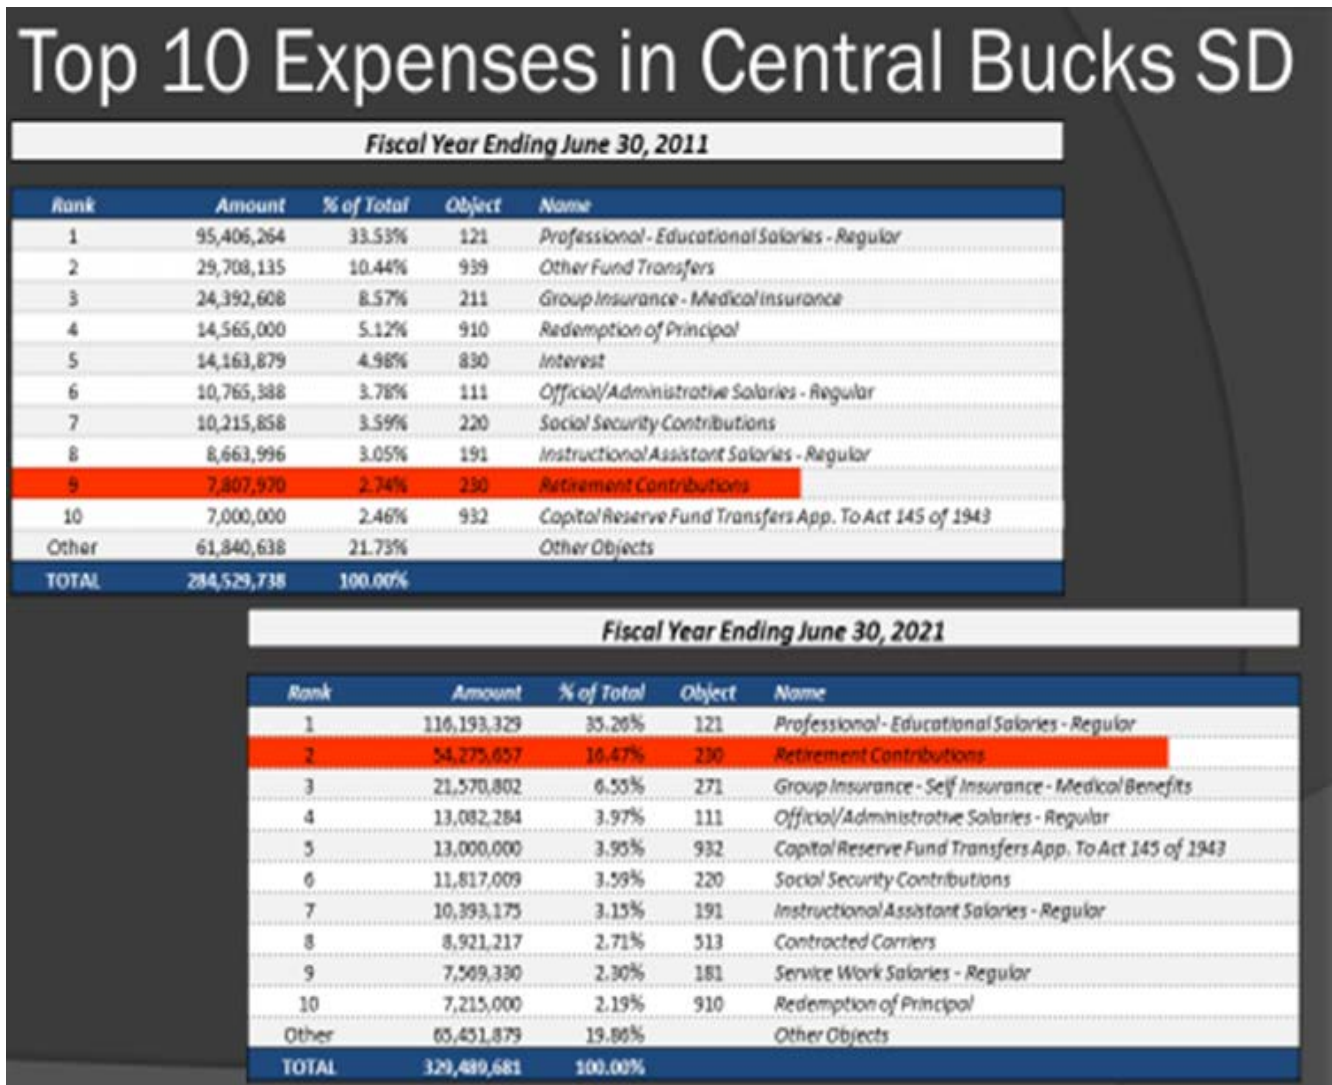 Top 10 Expenses in Central Bucks SD
Fiscal Year Ending June 30, 2011
Rank Amount % of Total Object Name
1 95,406,264 33.53% 121 Professional - Educational Salaries - Regular
2 29,708,135 10.44% 939 Other Fund Transfers
3 24,392,608 8.57% 211 Group Insurance - Medical Insurance
4 14,565,000 5.12% 910 Redemption of Principal
5 14,163,879 4.98% 830 Interest
6 10,765,388 3.78% 111 Official/Administrative Salaries - Regular
7 10,215,858 3.59% 220 Social Security Contributions
8 8,663,996 3.05% 191 Instructional Assistant Salaries - Regular
9 7,807,970 2.74% 230 Retirement Contributions
10 7,000,000 2.46% 932 Capital Reserve Fund Transfers App. To Act 145 of 1943
Other 61,840,638 21.73% Other Objects
TOTAL 284,529,738 100.00%
Fiscal Year Ending June 30, 2021
Rank Amount % of Total Object Name
1 116,193,329 35.26% 121 Professional - Educational Salaries - Regular
2 54,275,657 16.47% 230 Retirement Contributions
3 21,570,802 6.55% 271 Group Insurance - Self Insurance - Medical Benefits
4 13,082,284 3.97% 111 Official/Administrative Salaries - Regular
5 13,000,000 3.95% 932 Capital Reserve Fund Transfers App. To Act 145 of 1943
6 11,817,009 3.59% 220 Social Security Contributions
7 10,393,175 3.15% 191 Instructional Assistant Salaries - Regular
8 8,921,217 2.71% 513 Contracted Carriers
9 7,569,330 2.30% 181 Service Work Salaries - Regular
10 7,215,000 2.19% 910 Redemption of Principal
Other 65,451,879 19.86% Other Objects
TOTAL 329,489,681 100.00%